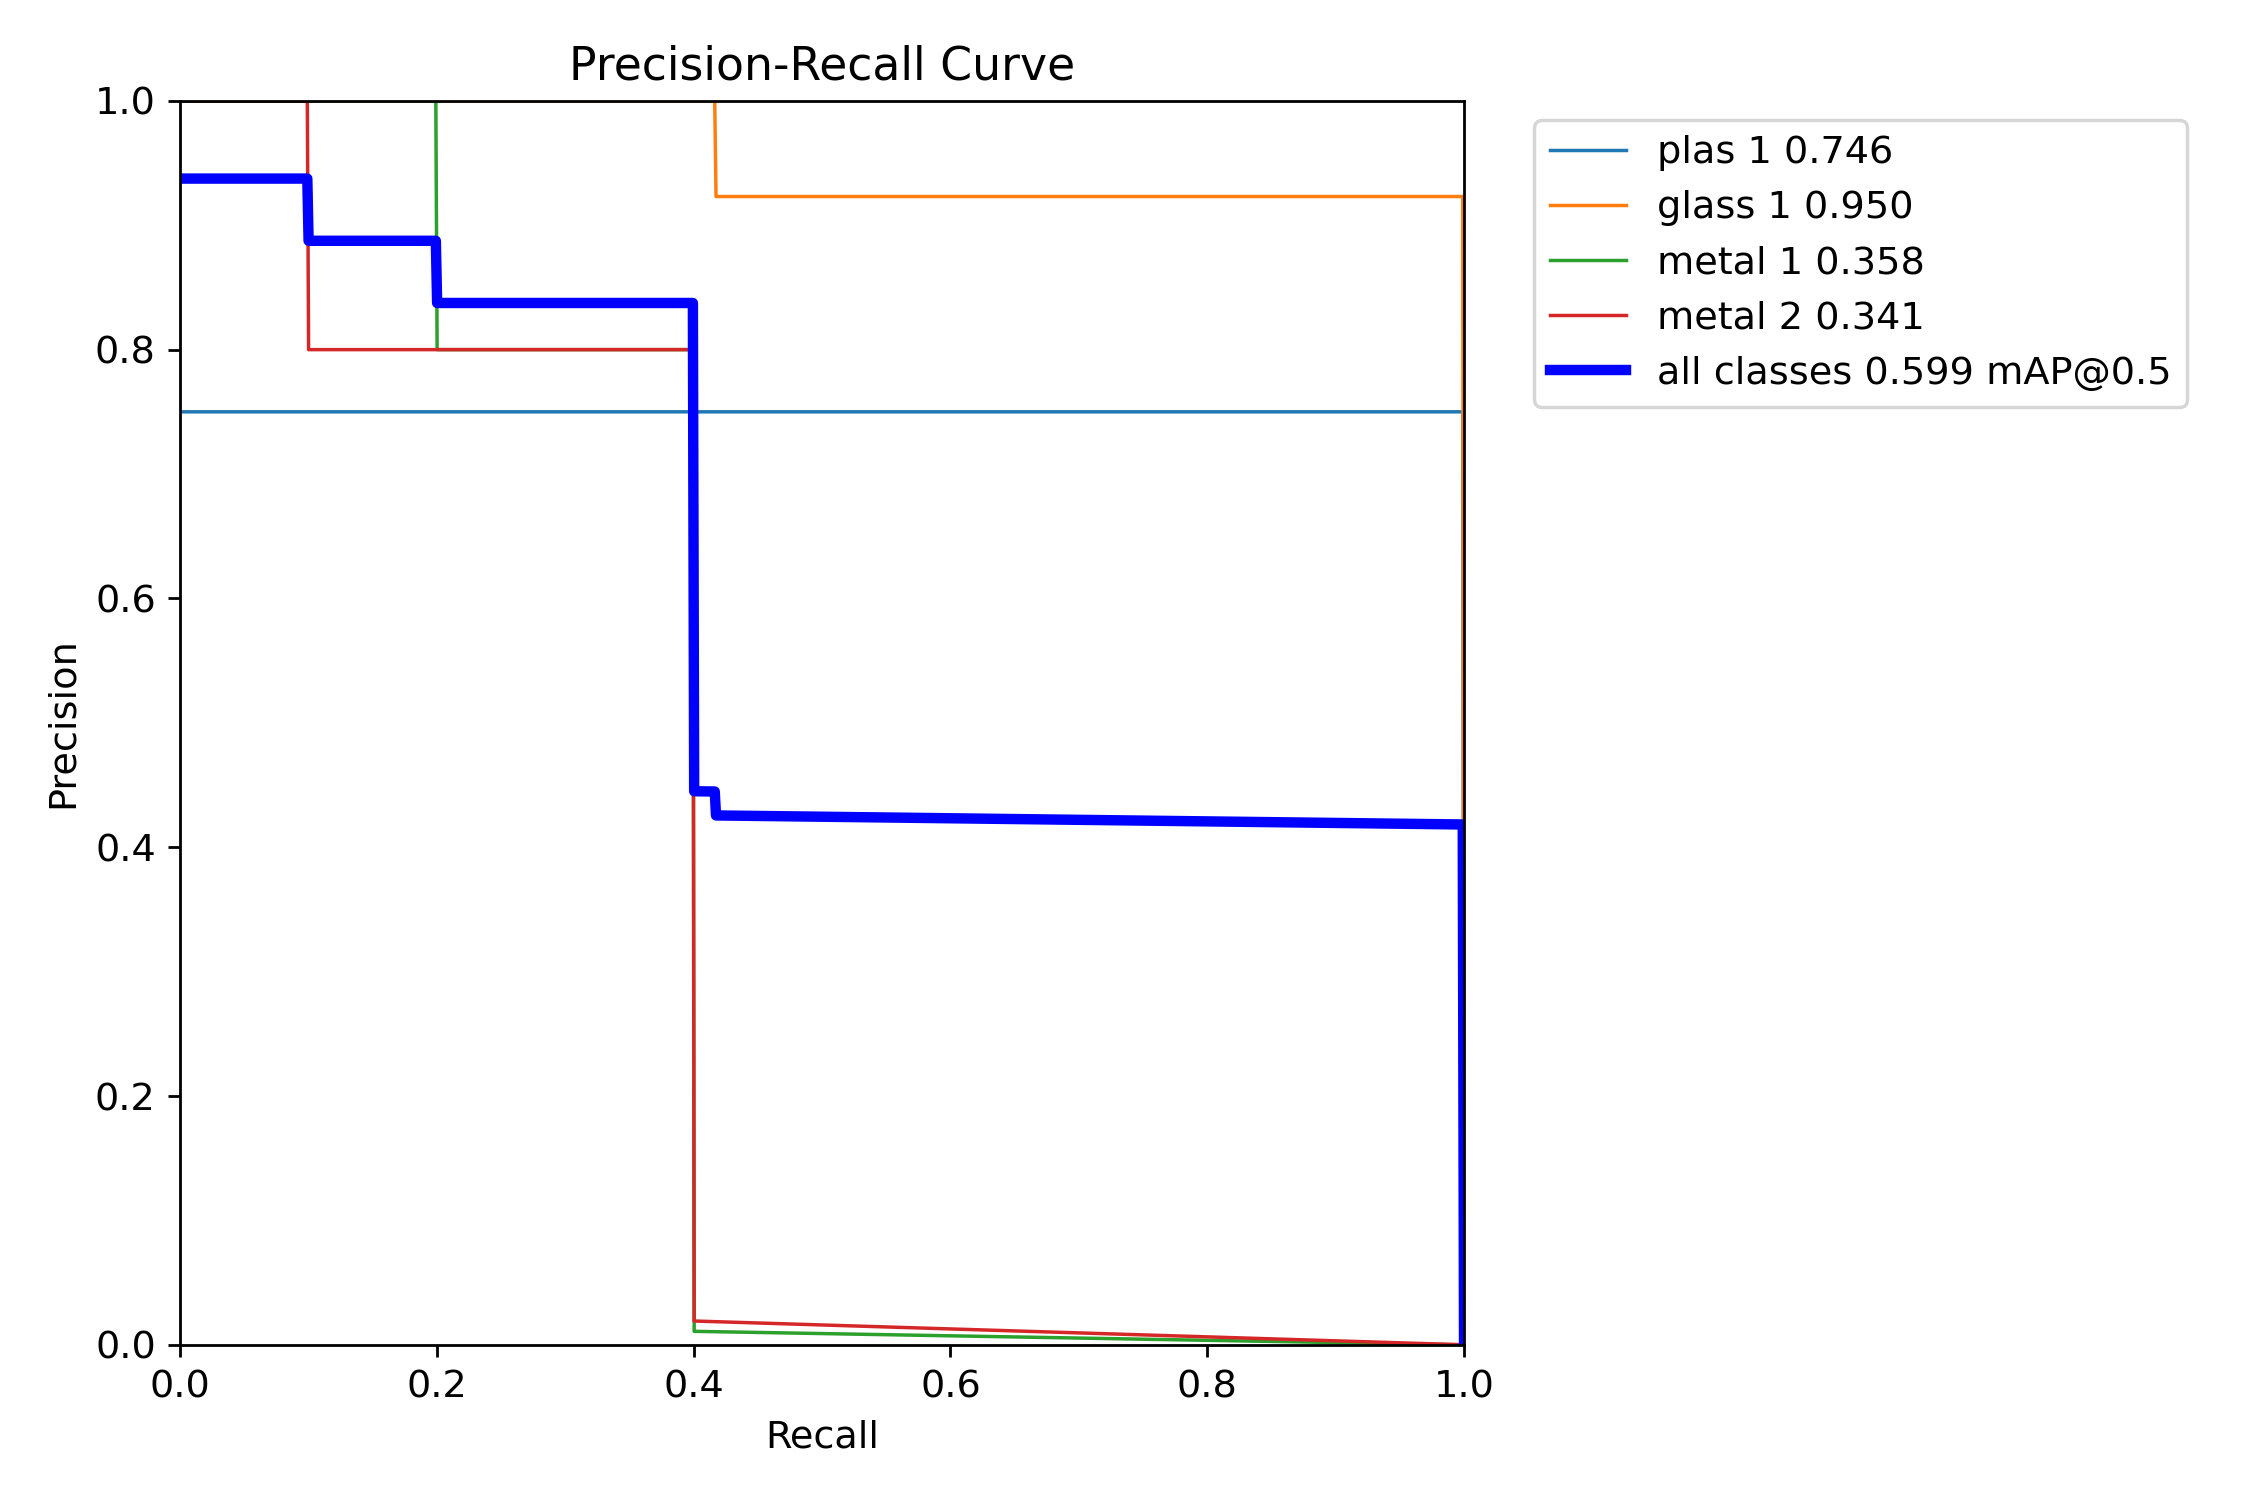 Precision-Recall Curve
1.0
0.8
0.6
0.4
0.2
0.0
Precision
0.0 0.2 0.4 0.6 0.8 1.0
Recall
plas 1 0.746
glass 1 0.950
metal 1 0.358
metal 2 0.341
all classes 0.599 mAP@0.5